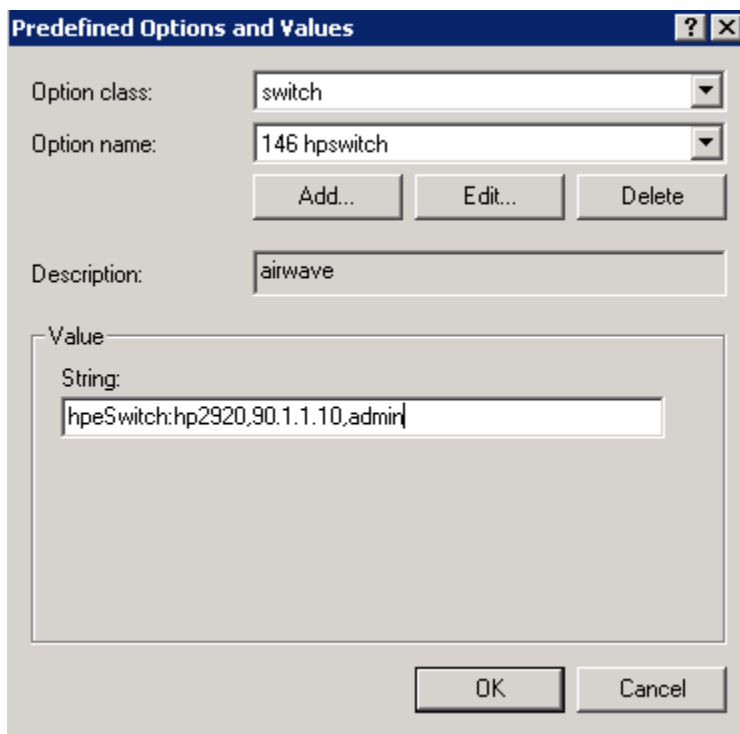 Predefined Options and Values
Option class: switch
Option name: 146 hpswitch
Add... Edit... Delete
Description: airwave
Value
String:
hpeSwitch:hp2920,90.1.1.10,admin
OK Cancel